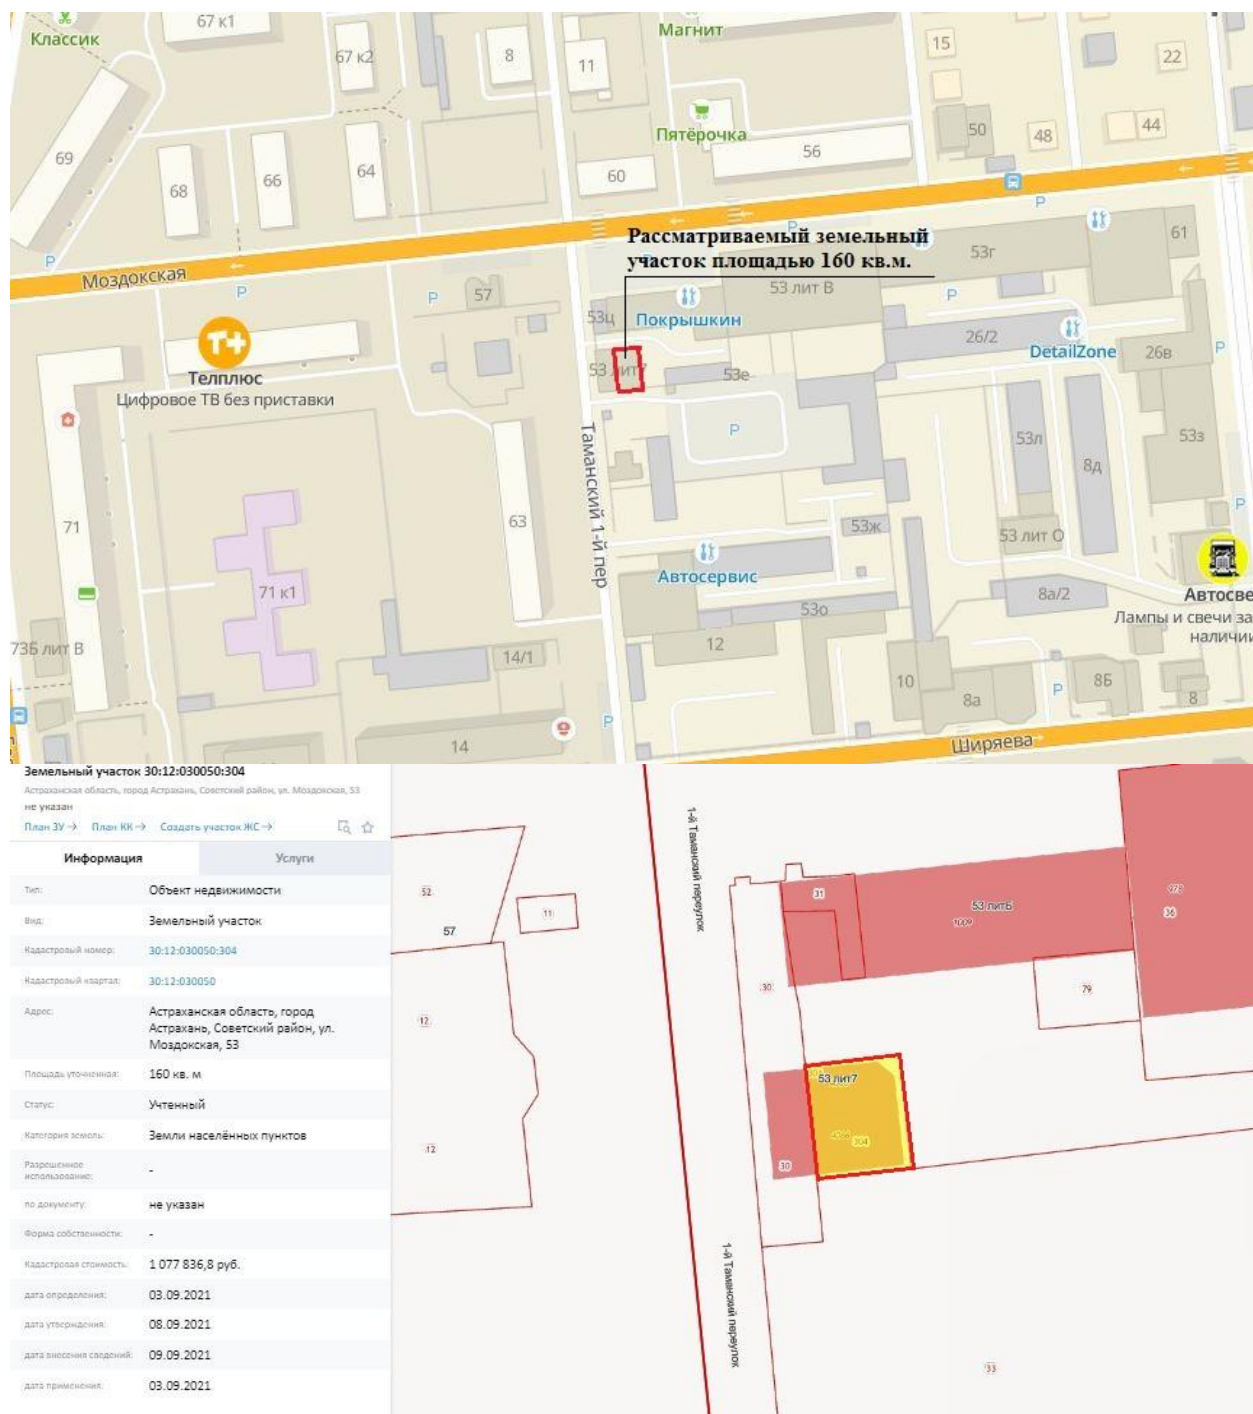 Классик
67 к1
67 к2
8
11
Магнит
15
22
Пятёрочка
50
48
44
69
68
66
64
60
56
Рассматриваемый земельный
участок площадью 160 кв.м.
P
P
P
P
P
Моздокская
57
53ц
Покрышкин
53 лит В
53г
61
P
P
26/2
DetailZone
26в
P
Телплюс
Цифровое ТВ без приставки
53 лит7
53е
P
Таманский 1-й пер
53л
8д
53з
71
63
53ж
53 лит О
P
71 к1
Автосервис
8а/2
Автосве
Лампы и свечи за
наличии
53о
73Б лит В
14/1
12
10
8а
P
8Б
8
14
P
Ширяева
Земельный участок 30:12:030050:304
Астраханская область, город Астрахань, Советский район, ул. Моздокская, 53
не указан
План ЗУ → План КК → Создать участок ЖС →
Информация Услуги
Тип: Объект недвижимости
Вид: Земельный участок
Кадастровый номер: 30:12:030050:304
Кадастровый квартал: 30:12:030050
Адрес: Астраханская область, город
Астрахань, Советский район, ул.
Моздокская, 53
Площадь уточненная: 160 кв. м
Статус: Учтенный
Категория земель: Земли населённых пунктов
Разрешенное
использование: -
по документу: не указан
Форма собственности: -
Кадастровая стоимость: 1 077 836,8 руб.
дата определения: 03.09.2021
дата утверждения: 08.09.2021
дата внесения сведений: 09.09.2021
дата применения: 03.09.2021
1-й Таманский переулок
52
11
57
31
53 литБ
1009
36
12
30
79
53 лит7
304
12
30
1-й Таманский переулок
33